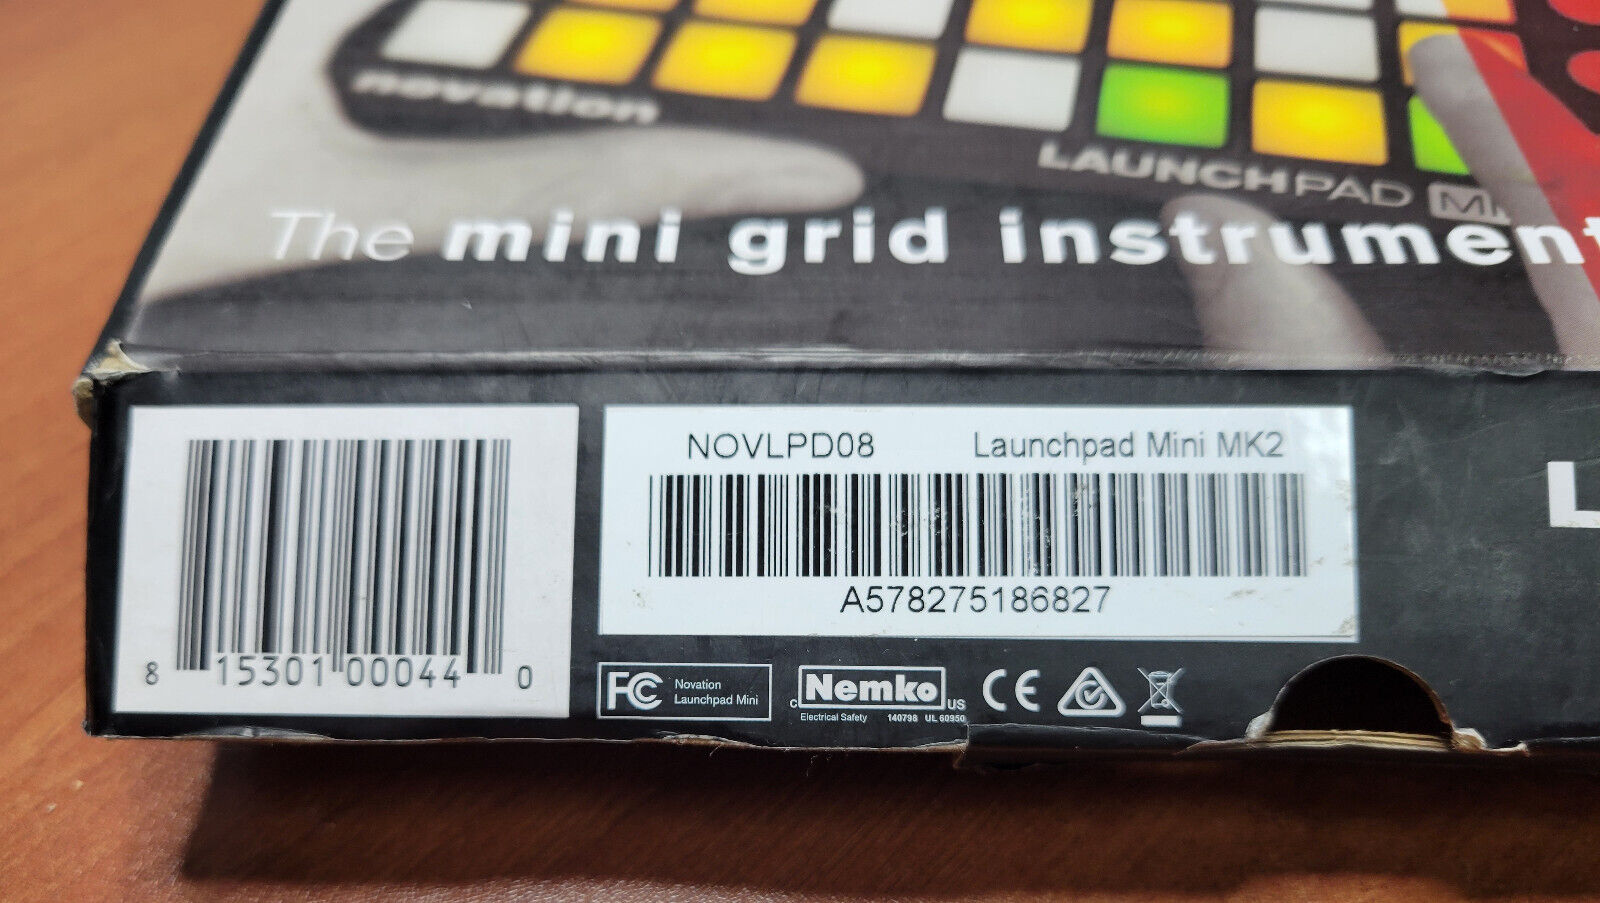 novation
LAUNCHPAD
The mini grid instrument
NOVLPD08 Launchpad Mini MK2
A578275186827
8 15301 00044 0
FC Novation
Launchpad Mini
c Nemko US
Electrical Safety 140798 UL 60950
CE
L